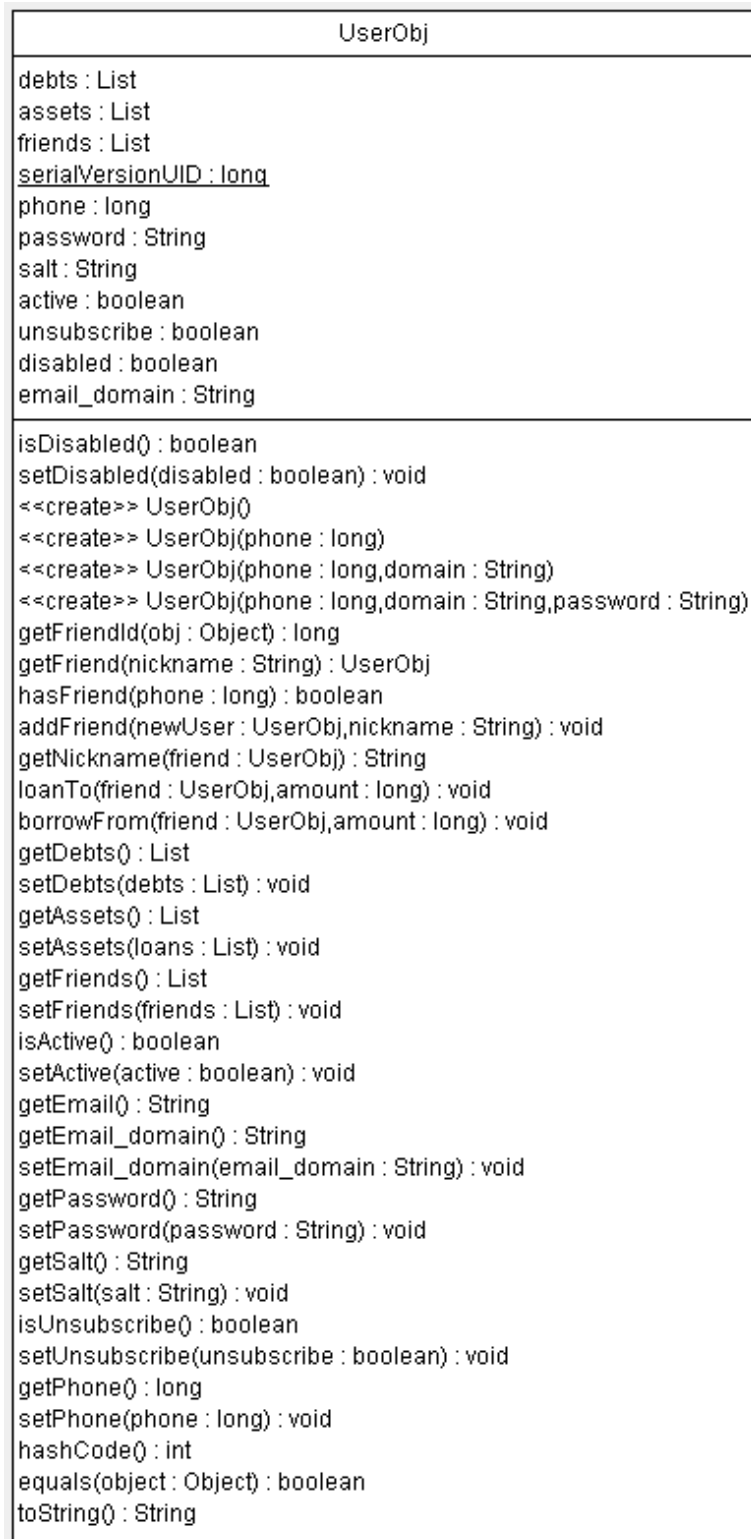 UserObj
debts : List
assets : List
friends : List
serialVersionUID : long
phone : long
password : String
salt : String
active : boolean
unsubscribe : boolean
disabled : boolean
email_domain : String
isDisabled() : boolean
setDisabled(disabled : boolean) : void
<<create>> UserObj()
<<create>> UserObj(phone : long)
<<create>> UserObj(phone : long,domain : String)
<<create>> UserObj(phone : long,domain : String,password : String)
getFriendId(obj : Object) : long
getFriend(nickname : String) : UserObj
hasFriend(phone : long) : boolean
addFriend(newUser : UserObj,nickname : String) : void
getNickname(friend : UserObj) : String
loanTo(friend : UserObj,amount : long) : void
borrowFrom(friend : UserObj,amount : long) : void
getDebts() : List
setDebts(debts : List) : void
getAssets() : List
setAssets(loans : List) : void
getFriends() : List
setFriends(friends : List) : void
isActive() : boolean
setActive(active : boolean) : void
getEmail() : String
getEmail_domain() : String
setEmail_domain(email_domain : String) : void
getPassword() : String
setPassword(password : String) : void
getSalt() : String
setSalt(salt : String) : void
isUnsubscribe() : boolean
setUnsubscribe(unsubscribe : boolean) : void
getPhone() : long
setPhone(phone : long) : void
hashCode() : int
equals(object : Object) : boolean
toString() : String